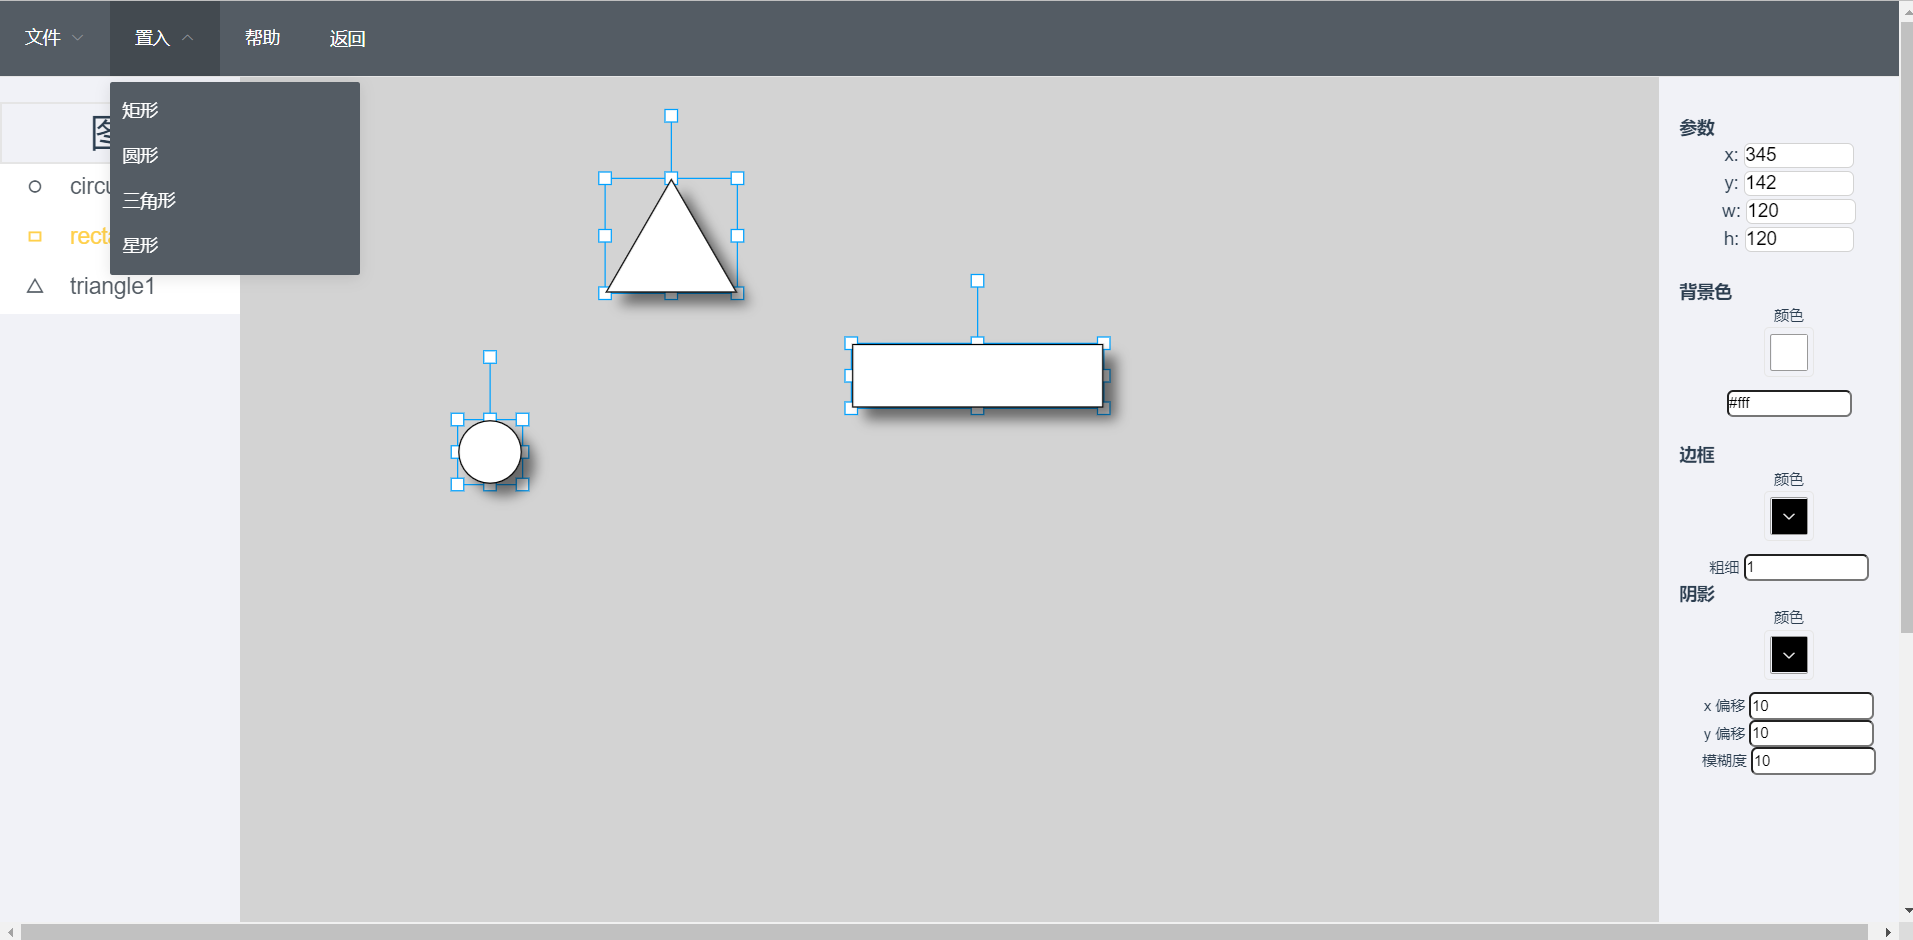 文件 置入 帮助 返回
矩形
圆形
三角形
星形
triangle1
参数
x: 345
y: 142
w: 120
h: 120
背景色
颜色
#fff
边框
颜色
粗细 1
阴影
颜色
x 偏移 10
y 偏移 10
模糊度 10